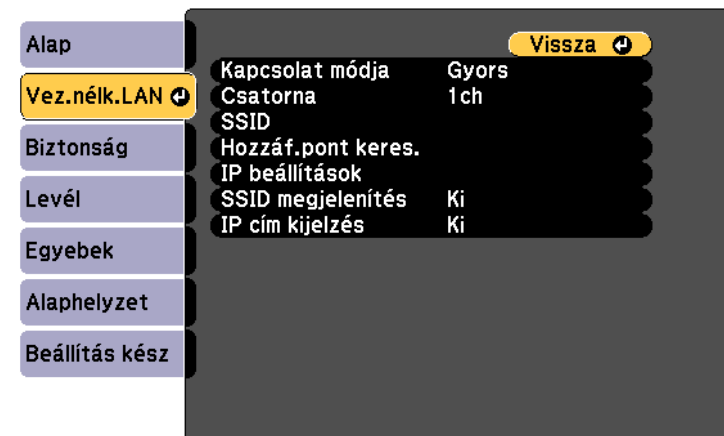 Alap
Vez.nélk.LAN
Biztonság
Levél
Egyebek
Alaphelyzet
Beállítás kész
Vissza
Kapcsolat módja Gyors
Csatorna 1ch
SSID
Hozzáf.pont keres.
IP beállítások
SSID megjelenítés Ki
IP cím kijelzés Ki